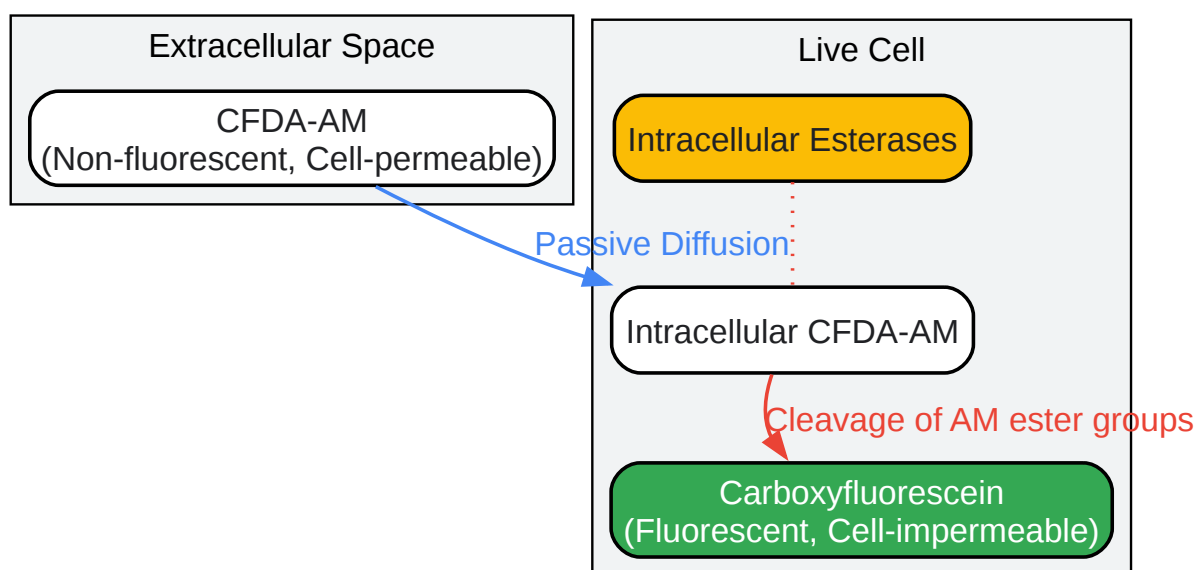 Extracellular Space
CFDA-AM
(Non-fluorescent, Cell-permeable)
Live Cell
Intracellular Esterases
Passive Diffusion
Intracellular CFDA-AM
Cleavage of AM ester groups
Carboxyfluorescein
(Fluorescent, Cell-impermeable)